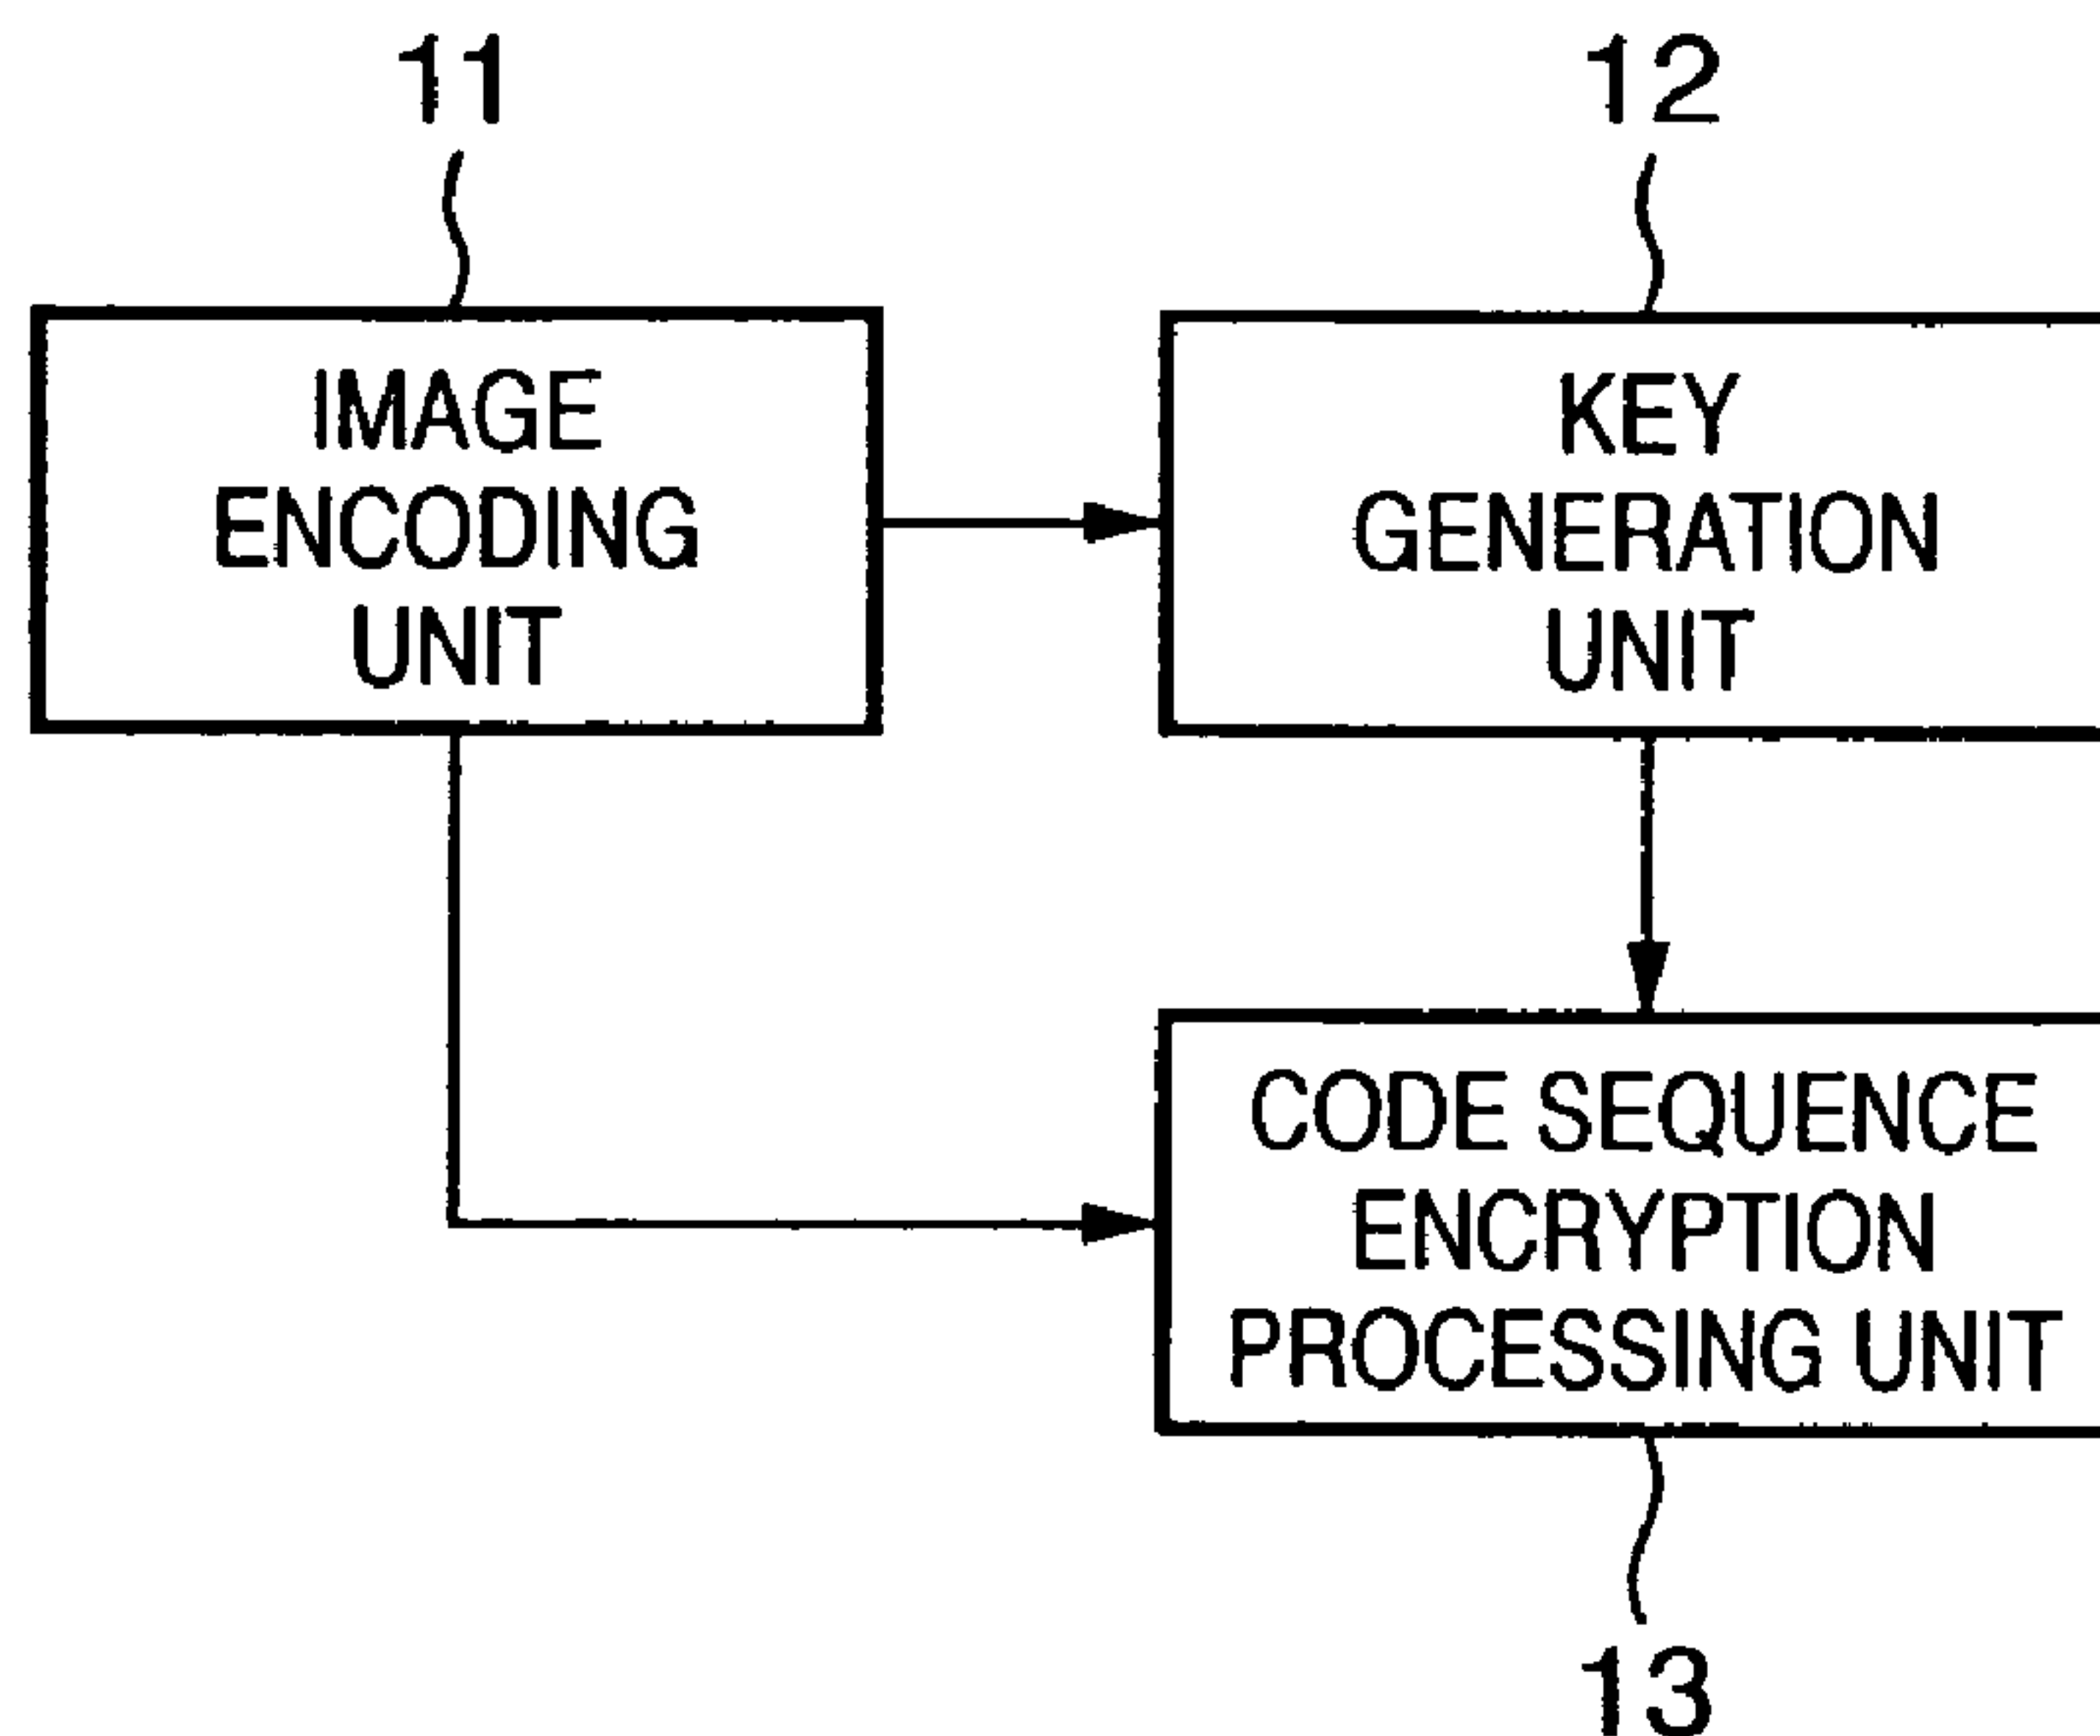 11
12
IMAGE
ENCODING
UNIT
KEY
GENERATION
UNIT
CODE SEQUENCE
ENCRYPTION
PROCESSING UNIT
13